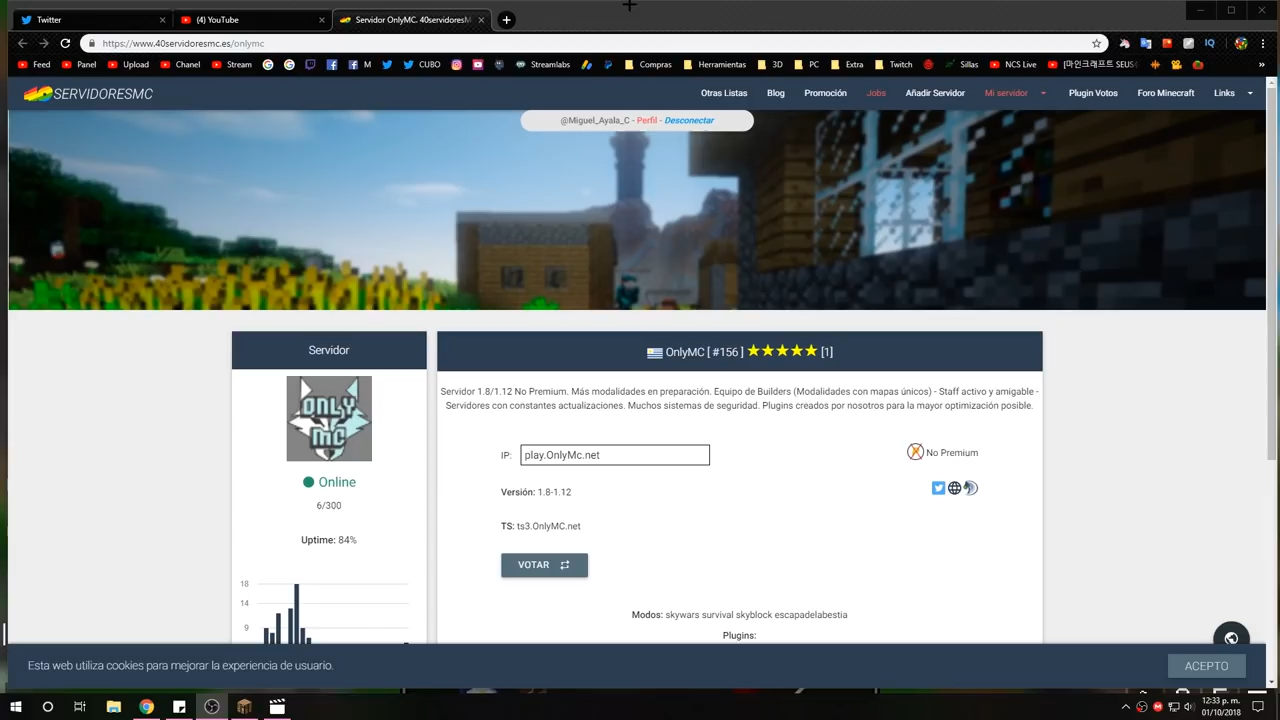 Twitter
(4) YouTube
Servidor OnlyMC. 40servidoresM
https://www.40servidoresmc.es/onlymc
Feed Panel Upload Chanel Stream G G F F M CUBO Streamlabs Compras Herramientas 3D PC Extra Twitch Sillas NCS Live [마인크래프트 SEUS »
SERVIDORESMC
Otras Listas Blog Promoción Jobs Añadir Servidor Mi servidor Plugin Votos Foro Minecraft Links
@Miguel_Ayala_C - Perfil - Desconectar
Servidor
OnlyMC [ #156 ] ★★★★★ [1]
ONLY
MC
Online
6/300
Uptime: 84%
18
14
9
Servidor 1.8/1.12 No Premium. Más modalidades en preparación. Equipo de Builders (Modalidades con mapas únicos) - Staff activo y amigable -
Servidores con constantes actualizaciones. Muchos sistemas de seguridad. Plugins creados por nosotros para la mayor optimización posible.
IP: play.OnlyMc.net
No Premium
Versión: 1.8-1.12
TS: ts3.OnlyMC.net
VOTAR
Modos: skywars survival skyblock escapadelabestia
Plugins:
Esta web utiliza cookies para mejorar la experiencia de usuario.
ACEPTO
12:33 p. m.
01/10/2018